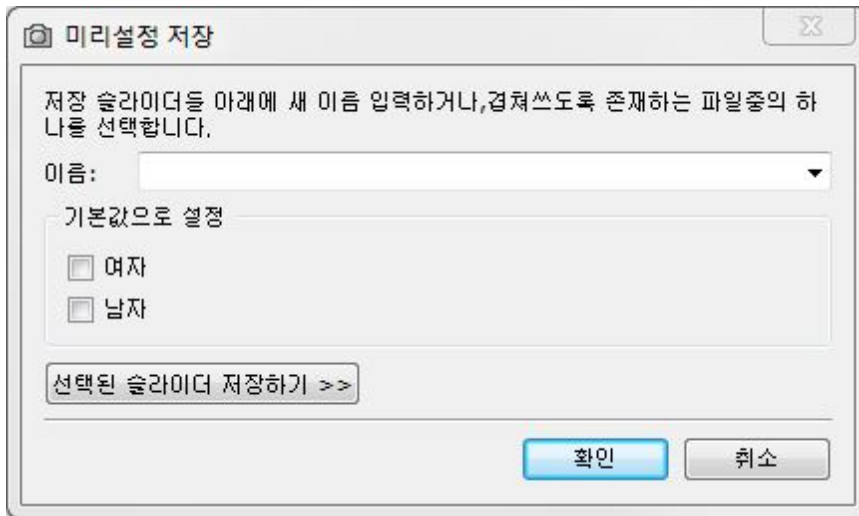 미리설정 저장
저장 슬라이더들 아래에 새 이름 입력하거나,겹쳐쓰도록 존재하는 파일중의 하
나를 선택합니다.
이름:
기본값으로 설정
여자
남자
선택된 슬라이더 저장하기 >>
확인 취소